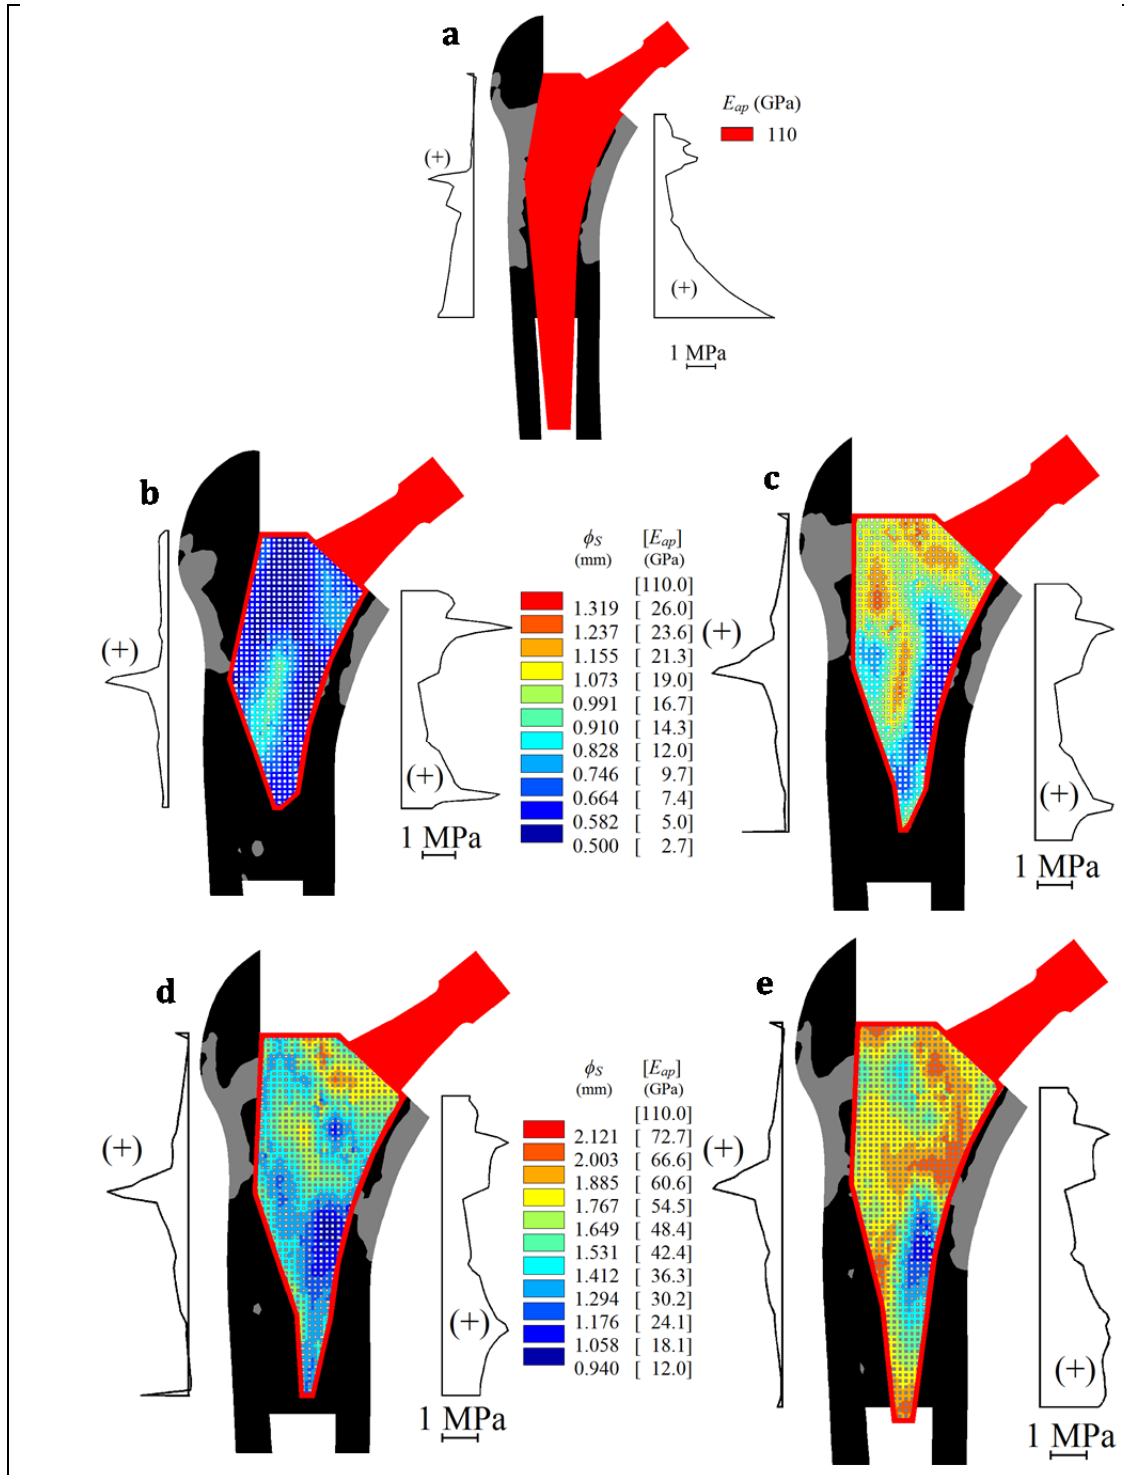 a
E_ap (GPa)
110
(+)
(+)
1 MPa
b
c
ϕ_S [E_ap]
(mm) (GPa)
[110.0]
1.319 [ 26.0]
1.237 [ 23.6]
1.155 [ 21.3]
1.073 [ 19.0]
0.991 [ 16.7]
0.910 [ 14.3]
0.828 [ 12.0]
0.746 [ 9.7]
0.664 [ 7.4]
0.582 [ 5.0]
0.500 [ 2.7]
(+)
(+)
1 MPa
(+)
(+)
1 MPa
d
e
ϕ_S [E_ap]
(mm) (GPa)
[110.0]
2.121 [ 72.7]
2.003 [ 66.6]
1.885 [ 60.6]
1.767 [ 54.5]
1.649 [ 48.4]
1.531 [ 42.4]
1.412 [ 36.3]
1.294 [ 30.2]
1.176 [ 24.1]
1.058 [ 18.1]
0.940 [ 12.0]
(+)
(+)
1 MPa
(+)
(+)
1 MPa